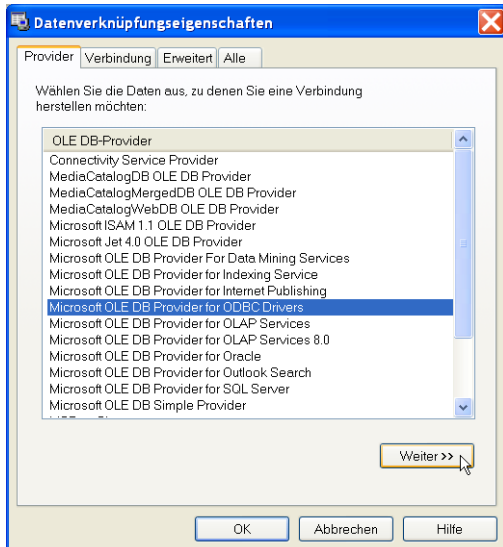 Datenverknüpfungseigenschaften
Provider Verbindung Erweitert Alle
Wählen Sie die Daten aus, zu denen Sie eine Verbindung
herstellen möchten:
OLE DB-Provider
Connectivity Service Provider
MediaCatalogDB OLE DB Provider
MediaCatalogMergedDB OLE DB Provider
MediaCatalogWebDB OLE DB Provider
Microsoft ISAM 1.1 OLE DB Provider
Microsoft Jet 4.0 OLE DB Provider
Microsoft OLE DB Provider For Data Mining Services
Microsoft OLE DB Provider for Indexing Service
Microsoft OLE DB Provider for Internet Publishing
Microsoft OLE DB Provider for ODBC Drivers
Microsoft OLE DB Provider for OLAP Services
Microsoft OLE DB Provider for OLAP Services 8.0
Microsoft OLE DB Provider for Oracle
Microsoft OLE DB Provider for Outlook Search
Microsoft OLE DB Provider for SQL Server
Microsoft OLE DB Simple Provider
Weiter >>
OK Abbrechen Hilfe